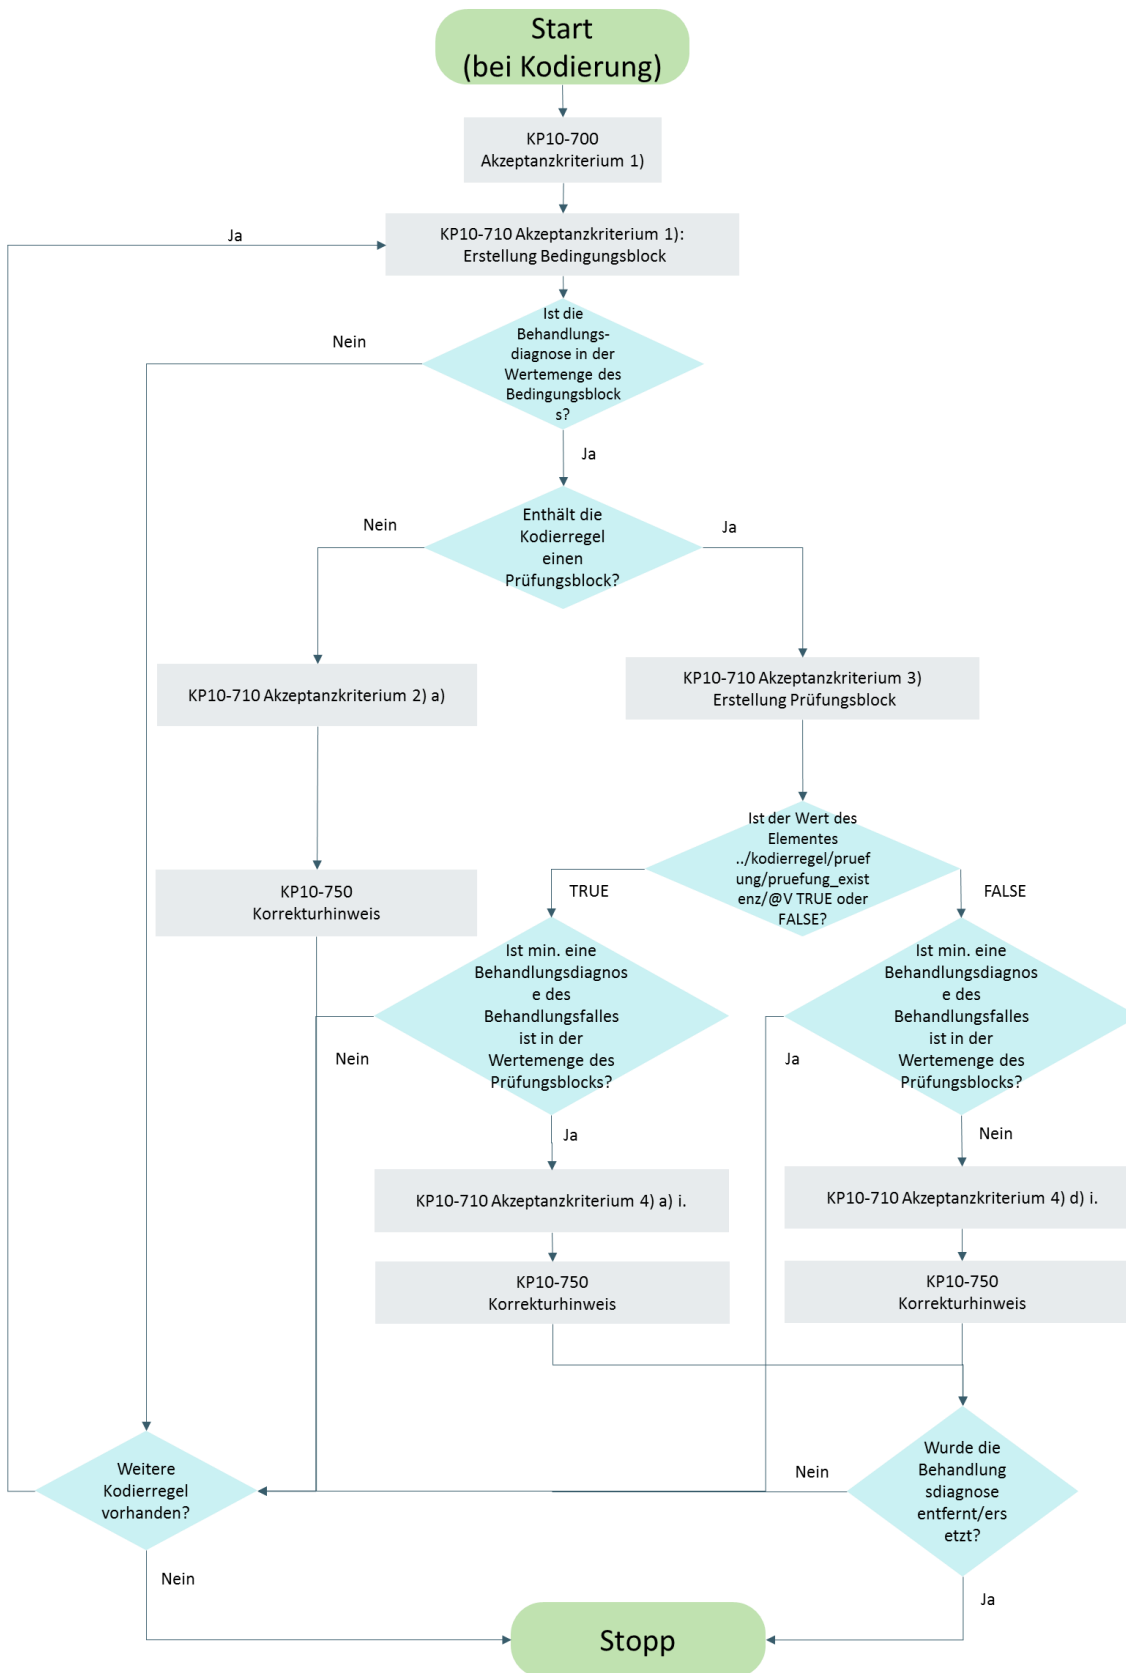 Start
(bei Kodierung)
KP10-700
Akzeptanzkriterium 1)
Ja
KP10-710 Akzeptanzkriterium 1):
Erstellung Bedingungsblock
Nein
Ist die
Behandlungs-
diagnose in der
Wertemenge des
Bedingungsblock
s?
Ja
Nein
Enthält die
Kodierregel
einen
Prüfungsblock?
Ja
KP10-710 Akzeptanzkriterium 2) a)
KP10-710 Akzeptanzkriterium 3)
Erstellung Prüfungsblock
Ist der Wert des
Elementes
../kodierregel/pruef
ung/pruefung_exist
enz/@V TRUE oder
FALSE?
KP10-750
Korrekturhinweis
TRUE
FALSE
Ist min. eine
Behandlungsdiagnos
e des
Behandlungsfalles
ist in der
Wertemenge des
Prüfungsblocks?
Ist min. eine
Behandlungsdiagnos
e des
Behandlungsfalles
ist in der
Wertemenge des
Prüfungsblocks?
Nein
Ja
Ja
Nein
KP10-710 Akzeptanzkriterium 4) a) i.
KP10-710 Akzeptanzkriterium 4) d) i.
KP10-750
Korrekturhinweis
KP10-750
Korrekturhinweis
Weitere
Kodierregel
vorhanden?
Nein
Wurde die
Behandlung
sdiagnose
entfernt/ers
etzt?
Nein
Ja
Stopp